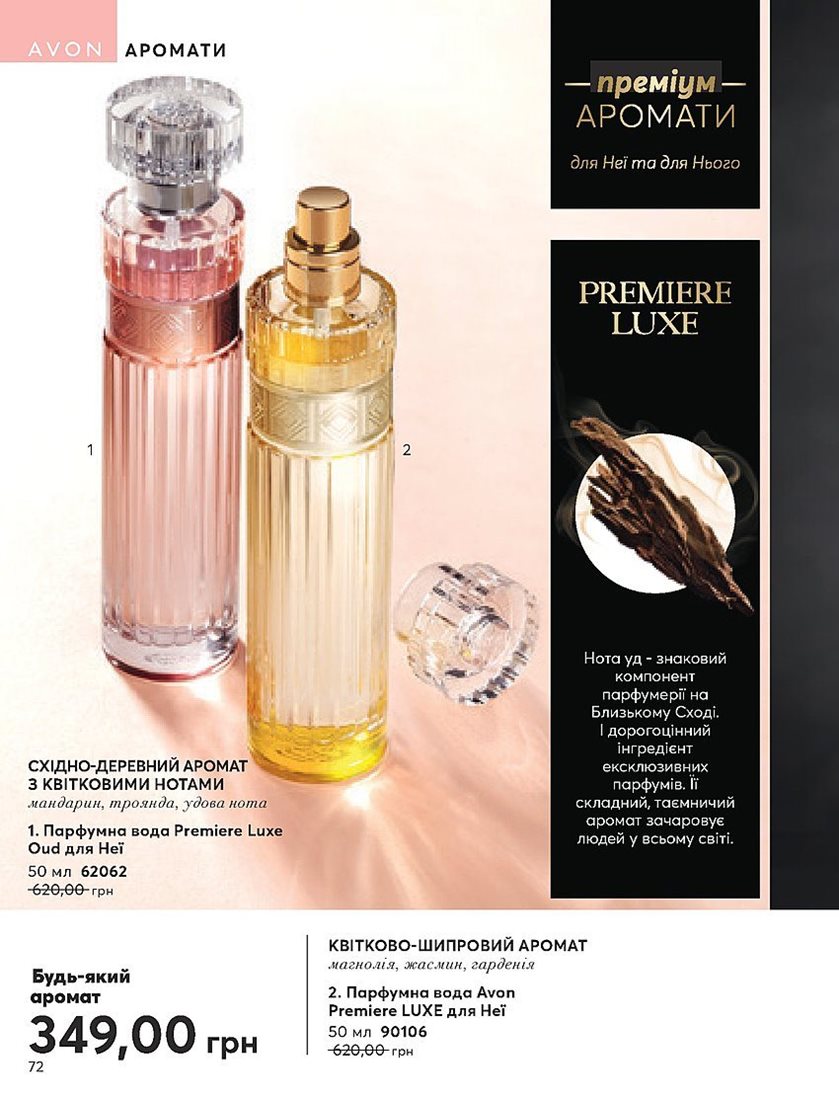 AVON АРОМАТИ
преміум
АРОМАТИ
для Неї та для Нього
PREMIERE
LUXE
1
2
Нота уд - знаковий
компонент
парфумерії на
Близькому Сході.
І дорогоцінний
інгредієнт
ексклюзивних
парфумів. Її
складний, таємничий
аромат зачаровує
людей у всьому світі.
СХІДНО-ДЕРЕВНИЙ АРОМАТ
З КВІТКОВИМИ НОТАМИ
мандарин, троянда, удова нота
1. Парфумна вода Premiere Luxe
Oud для Неї
50 мл 62062
620,00 грн
Будь-який
аромат
349,00 грн
72
КВІТКОВО-ШИПРОВИЙ АРОМАТ
магнолія, жасмин, гарденія
2. Парфумна вода Avon
Premiere LUXE для Неї
50 мл 90106
620,00 грн